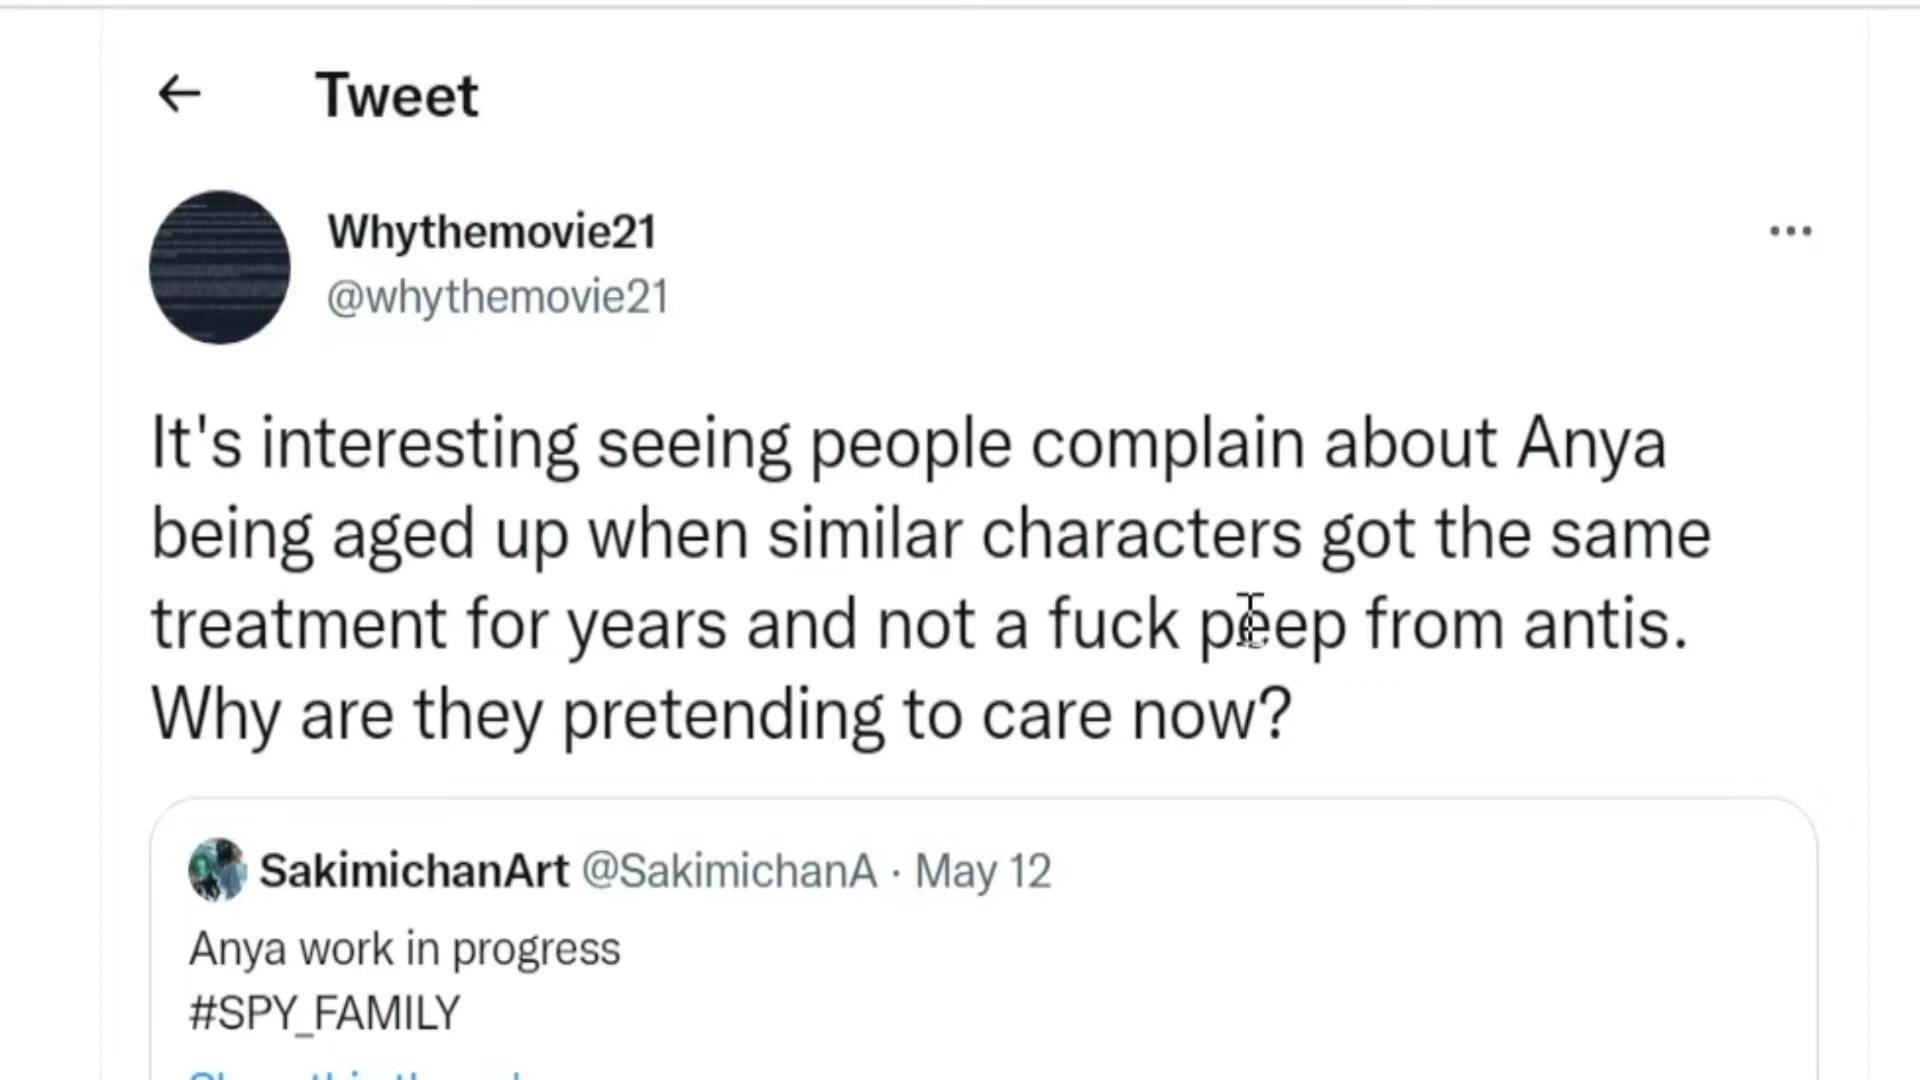 Tweet
Whythemovie21
@whythemovie21
It's interesting seeing people complain about Anya
being aged up when similar characters got the same
treatment for years and not a fuck peep from antis.
Why are they pretending to care now?
SakimichanArt @SakimichanA · May 12
Anya work in progress
#SPY_FAMILY